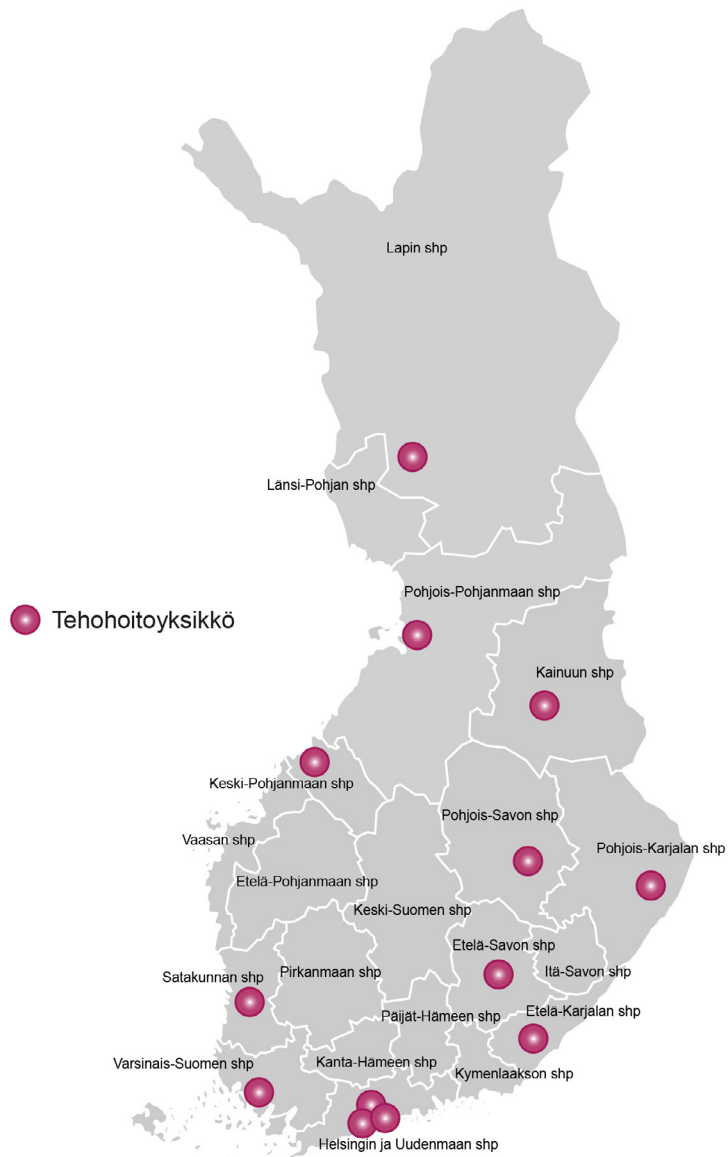 Lapin shp
Länsi-Pohjan shp
Pohjois-Pohjanmaan shp
Tehohoitoyksikkö
Kainuun shp
Keski-Pohjanmaan shp
Pohjois-Savon shp
Vaasan shp
Pohjois-Karjalan shp
Etelä-Pohjanmaan shp
Keski-Suomen shp
Etelä-Savon shp
Satakunnan shp
Pirkanmaan shp
Itä-Savon shp
Etelä-Karjalan shp
Päijät-Hämeen shp
Varsinais-Suomen shp
Kanta-Hämeen shp
Kymenlaakson shp
Helsingin ja Uudenmaan shp